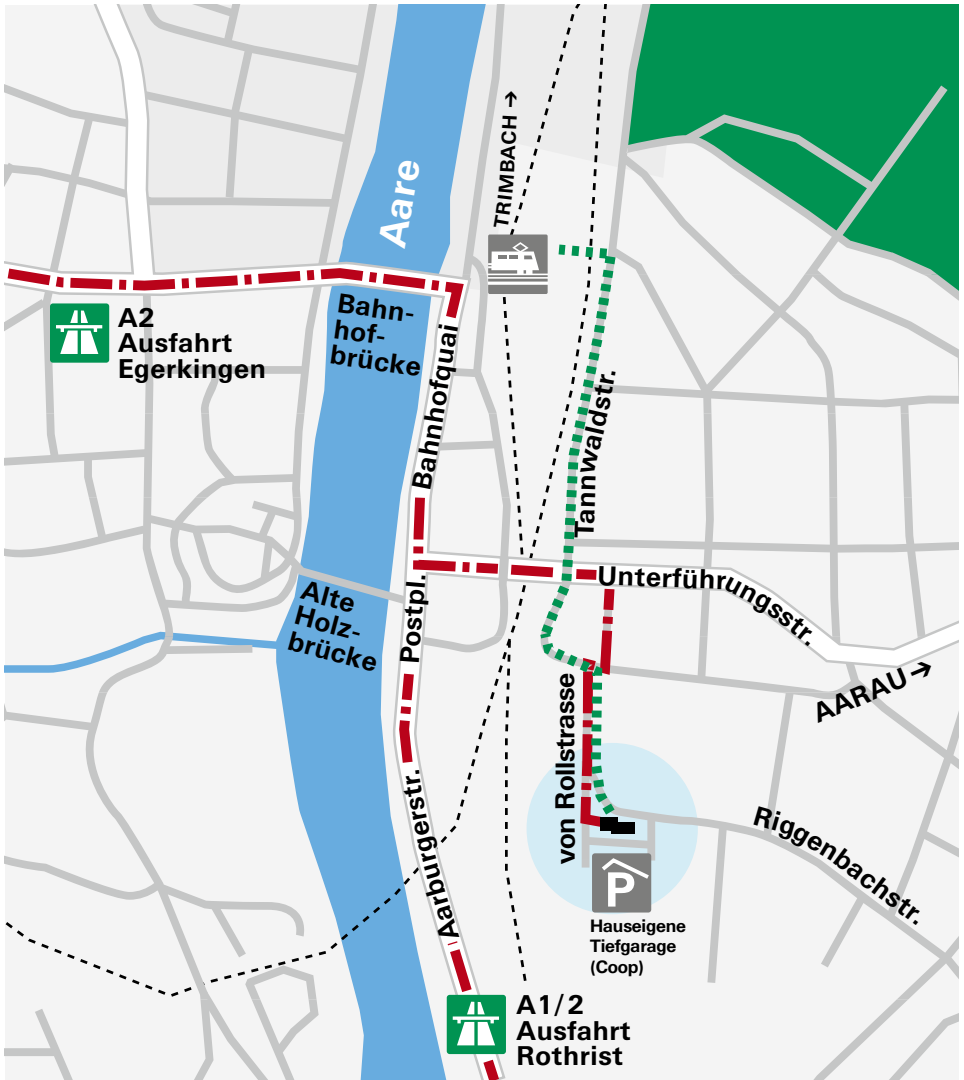 TRIMBACH →
Aare
A2
Ausfahrt
Egerkingen
Bahn-
hof-
brücke
Bahnhofquai
Tannwaldstr.
Unterführungsstr.
Alte
Holz-
brücke
Postpl.
AARAU →
von Rollstrasse
Aarburgerstr.
Riggenbachstr.
P
Hauseigene
Tiefgarage
(Coop)
A1/2
Ausfahrt
Rothrist